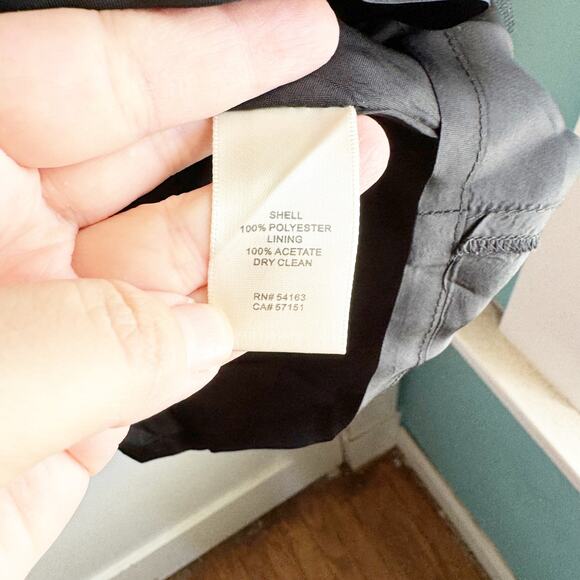 SHELL
100% POLYESTER
LINING
100% ACETATE
DRY CLEAN
RN# 54163
CA# 57151